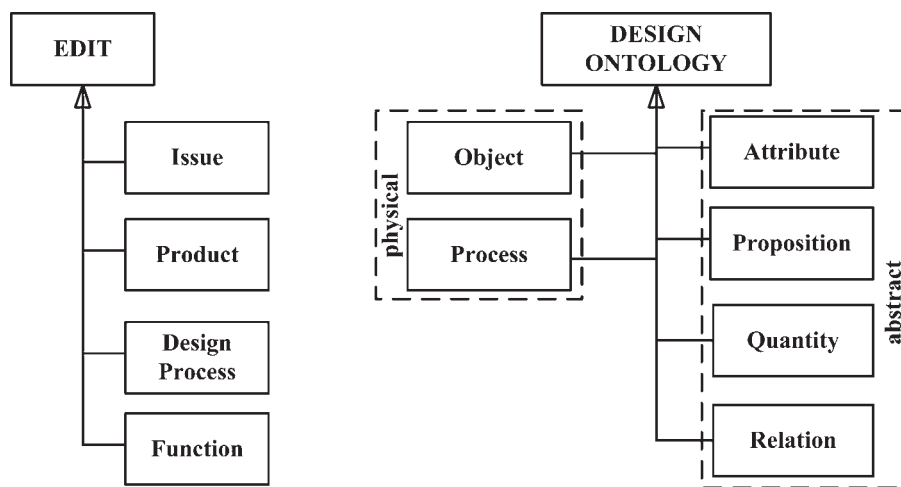 EDIT
Issue
Product
Design
Process
Function
DESIGN
ONTOLOGY
physical
Object
Process
Attribute
Proposition
Quantity
Relation
abstract